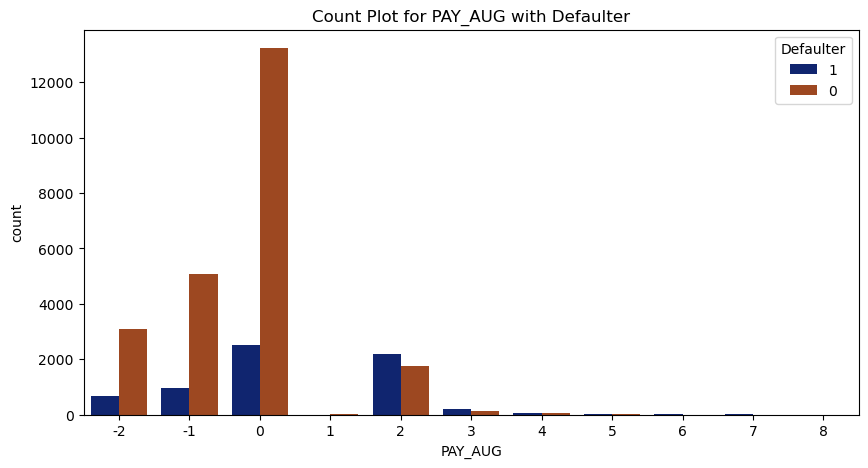 Count Plot for PAY_AUG with Defaulter
Defaulter
1
0
12000
10000
8000
6000
4000
2000
0
count
-2 -1 0 1 2 3 4 5 6 7 8
PAY_AUG